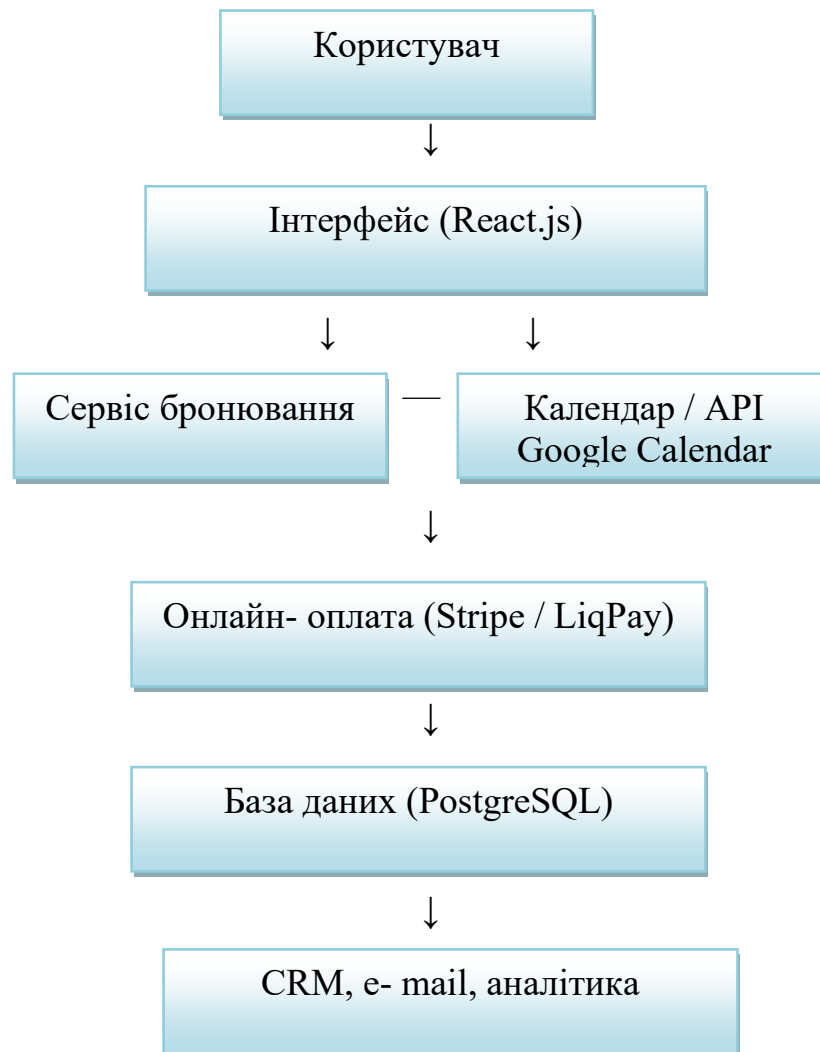 Користувач
↓
Інтерфейс (React.js)
↓ ↓
Сервіс бронювання — Календар / API
Google Calendar
↓
Онлайн- оплата (Stripe / LiqPay)
↓
База даних (PostgreSQL)
↓
CRM, e- mail, аналітика